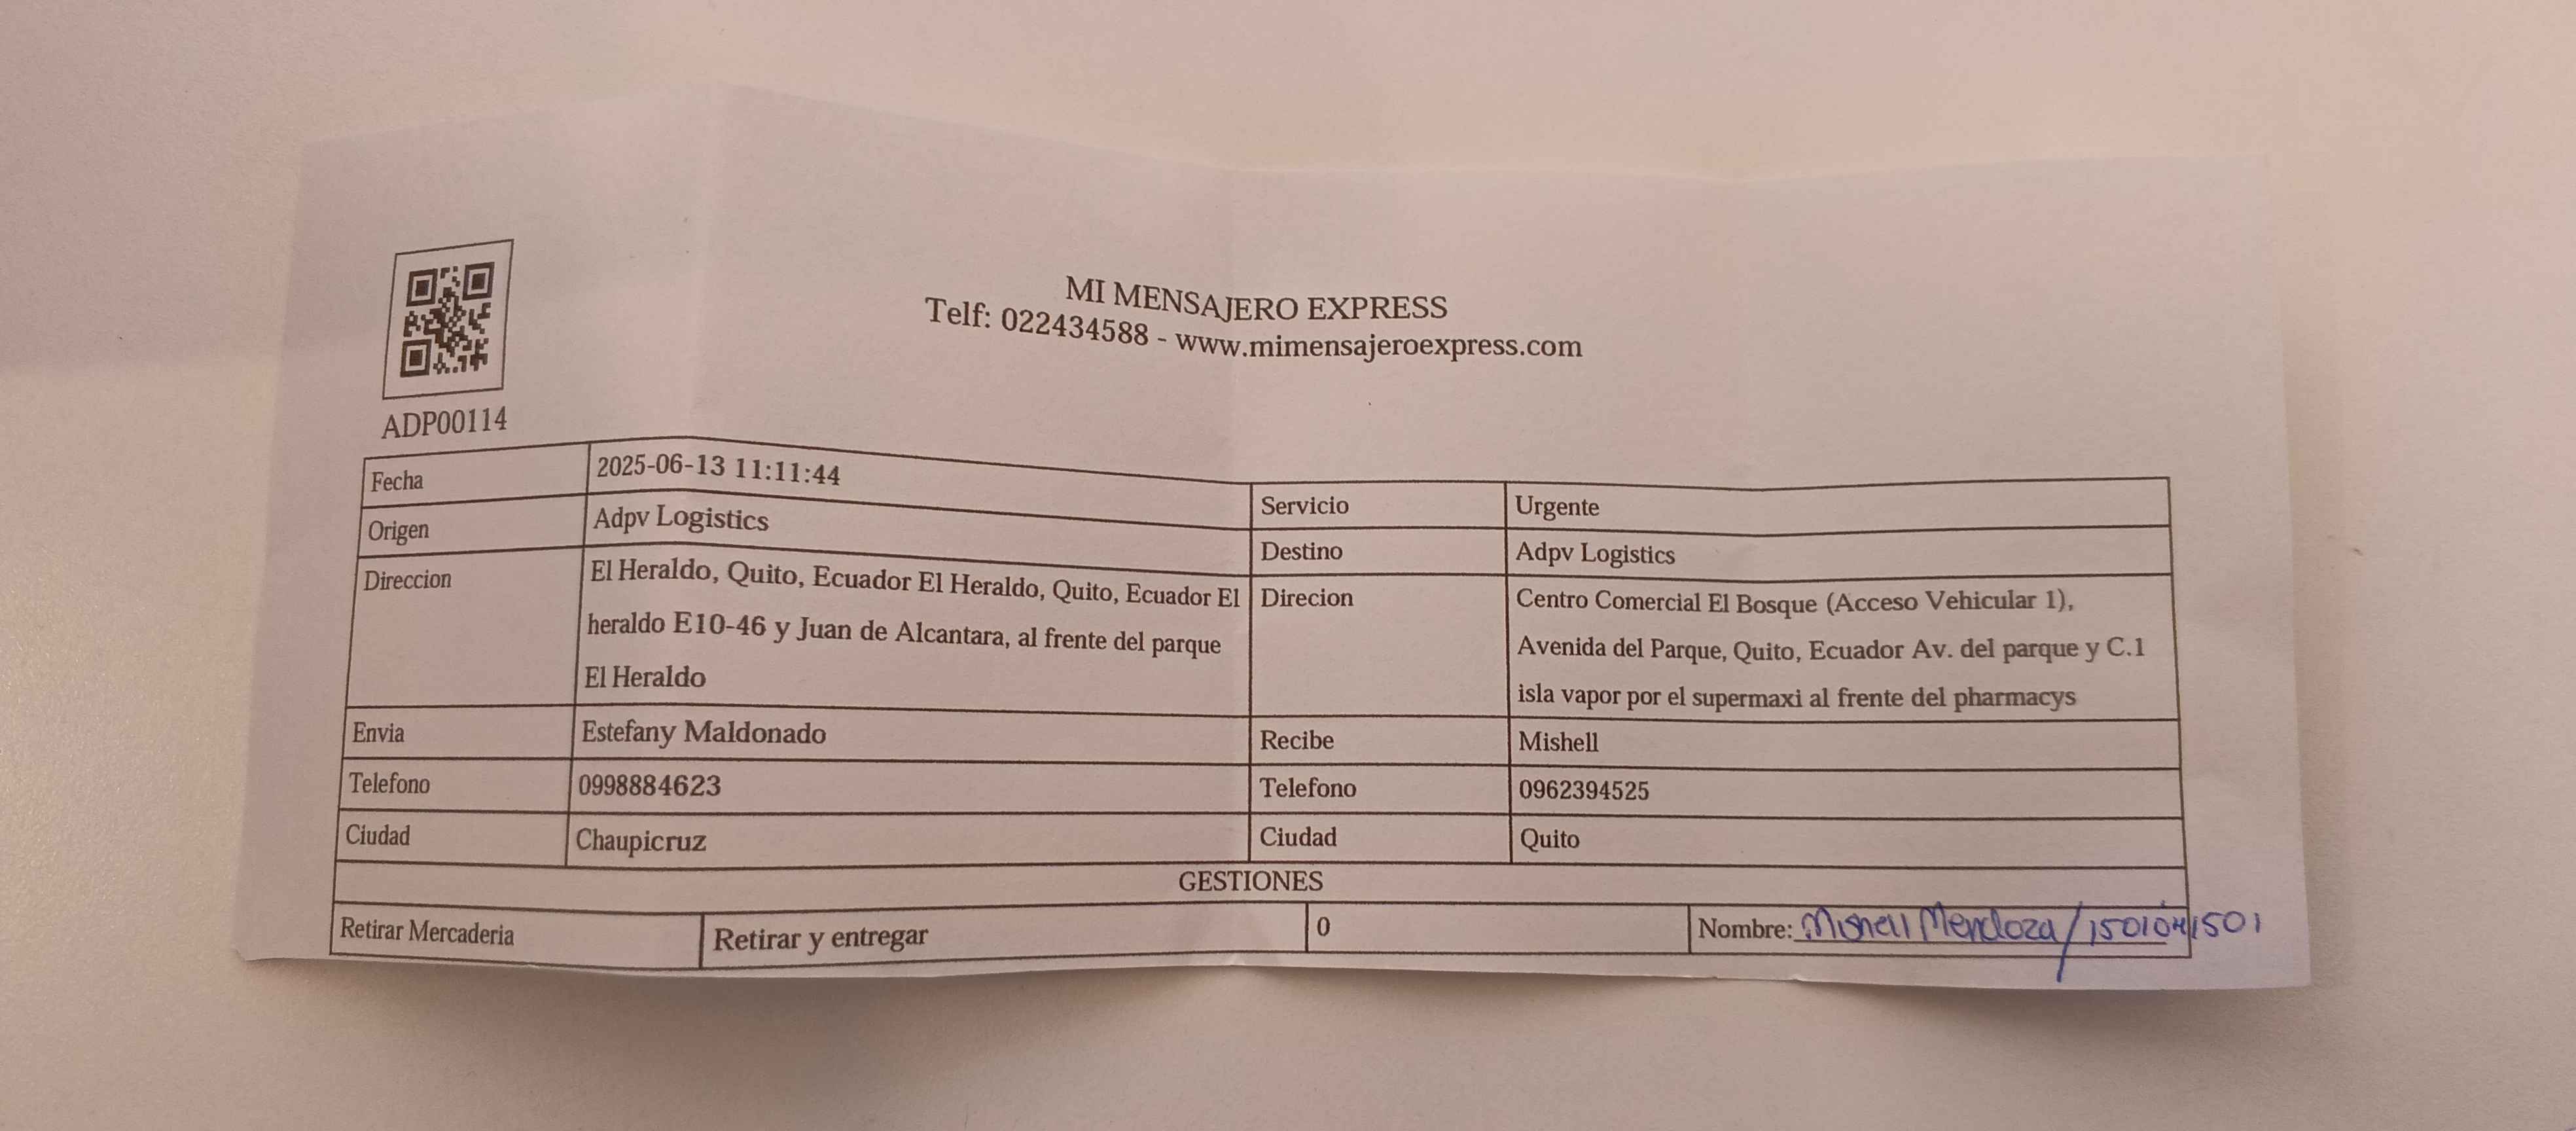 ADP00114
MI MENSAJERO EXPRESS
Telf: 022434588 - www.mimensajeroexpress.com
Fecha 2025-06-13 11:11:44
Servicio Urgente
Origen Adpv Logistics
Destino Adpv Logistics
Direccion El Heraldo, Quito, Ecuador El Heraldo, Quito, Ecuador El
heraldo E10-46 y Juan de Alcantara, al frente del parque
El Heraldo
Direcion Centro Comercial El Bosque (Acceso Vehicular 1),
Avenida del Parque, Quito, Ecuador Av. del parque y C.1
isla vapor por el supermaxi al frente del pharmacys
Envia Estefany Maldonado
Recibe Mishell
Telefono 0998884623
Telefono 0962394525
Ciudad Chaupicruz
Ciudad Quito
GESTIONES
Retirar Mercaderia Retirar y entregar 0 Nombre: Mishell Mendoza/1501041501